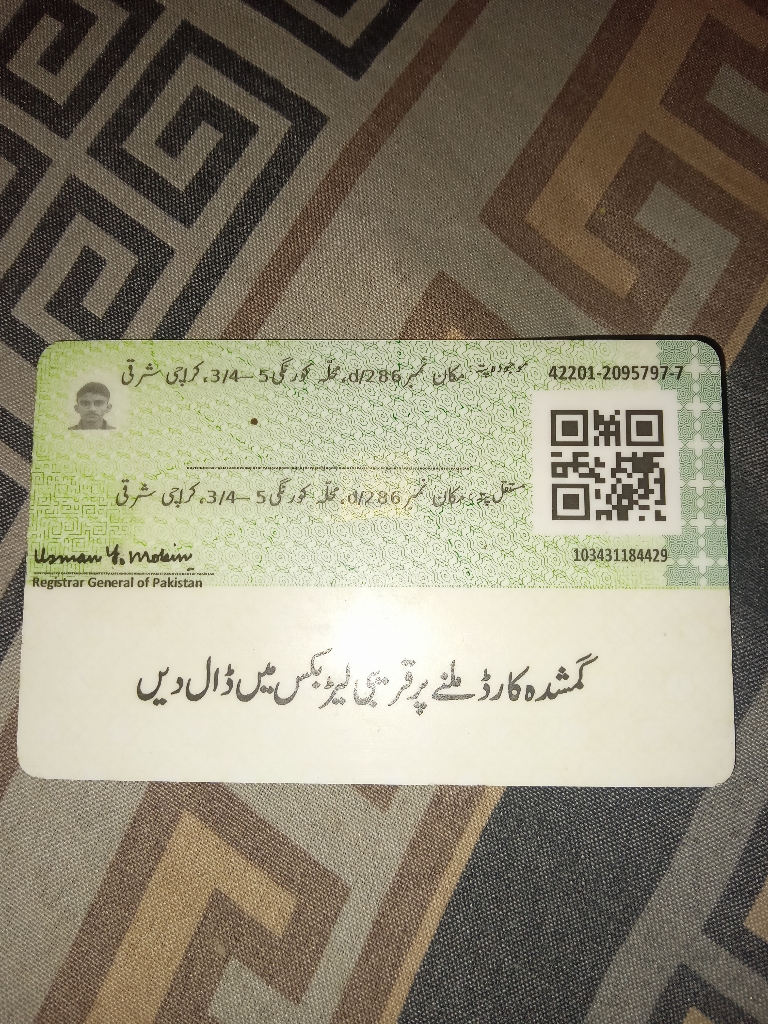 موجودہ پتہ: مکان نمبر d/286، محلہ کورنگی 5 – 3/4، کراچی شرقی
42201-2095797-7
مستقل پتہ: مکان نمبر d/286، محلہ کورنگی 5 – 3/4، کراچی شرقی
103431184429
Usman Y. Mobin
Registrar General of Pakistan
گمشدہ کارڈ ملنے پر قریبی لیٹر بکس میں ڈال دیں